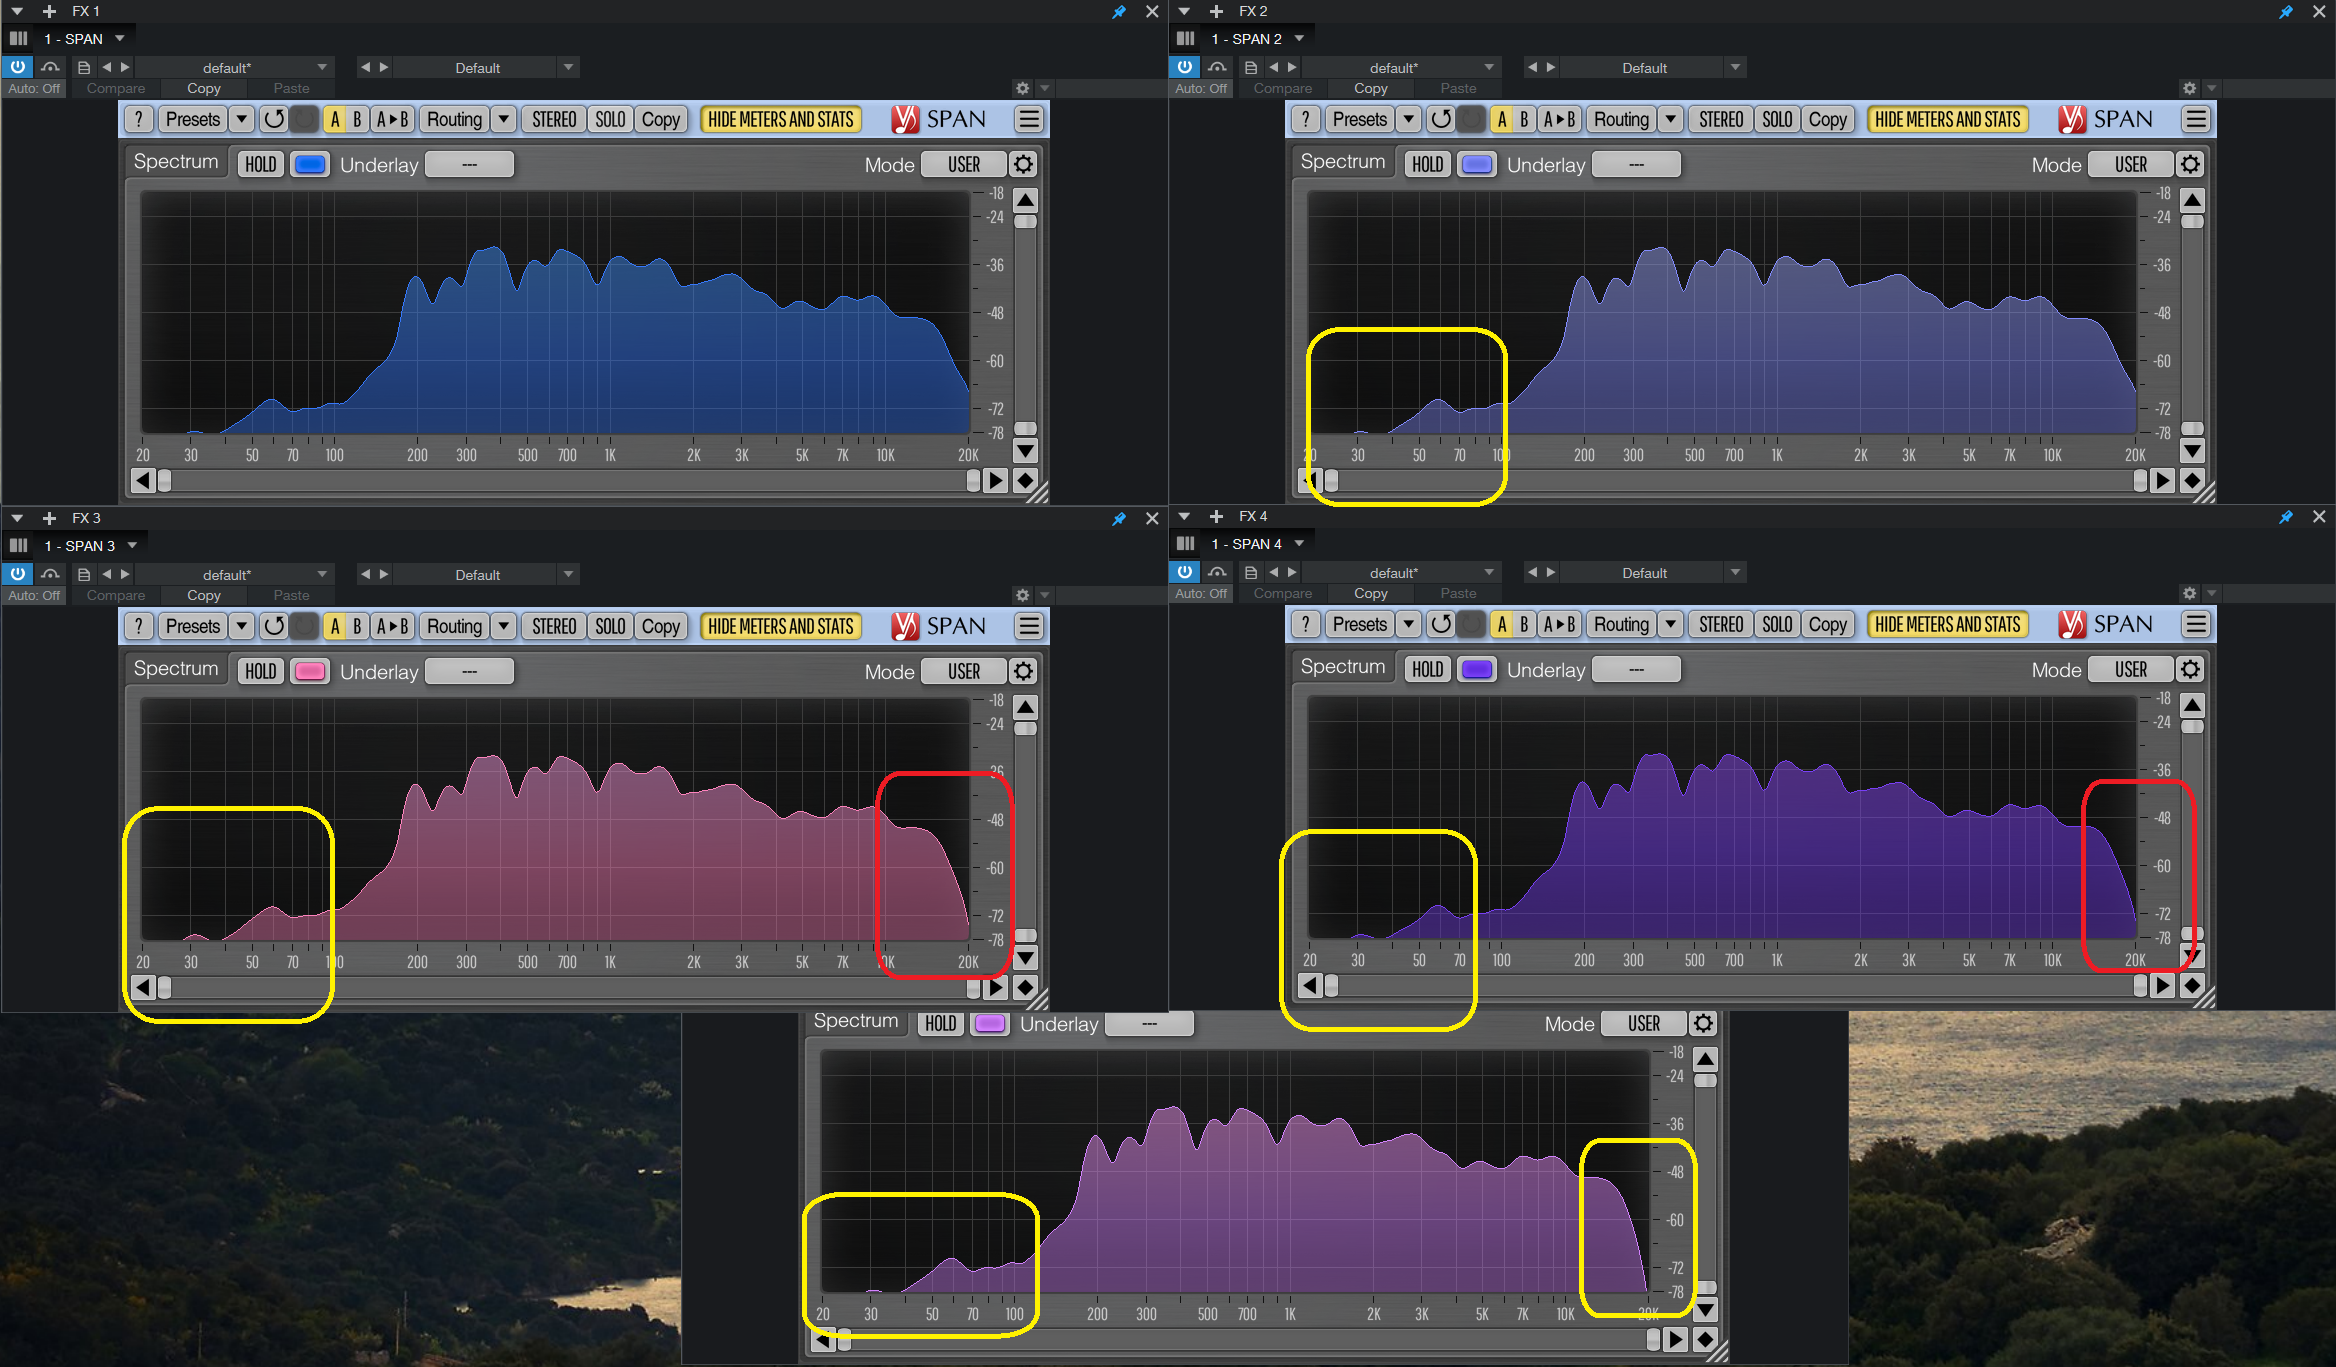 FX 1
1 - SPAN
default*
Default
Auto: Off Compare Copy Paste
? Presets A B A▸B Routing STEREO SOLO Copy HIDE METERS AND STATS SPAN
Spectrum HOLD Underlay --- Mode USER
-18
-24
-36
-48
-60
-72
-78
20 30 50 70 100 200 300 500 700 1K 2K 3K 5K 7K 10K 20K
FX 2
1 - SPAN 2
default*
Default
Auto: Off Compare Copy Paste
? Presets A B A▸B Routing STEREO SOLO Copy HIDE METERS AND STATS SPAN
Spectrum HOLD Underlay --- Mode USER
-18
-24
-36
-48
-60
-72
-78
20 30 50 70 100 200 300 500 700 1K 2K 3K 5K 7K 10K 20K
FX 3
1 - SPAN 3
default*
Default
Auto: Off Compare Copy Paste
? Presets A B A▸B Routing STEREO SOLO Copy HIDE METERS AND STATS SPAN
Spectrum HOLD Underlay --- Mode USER
-18
-24
-36
-48
-60
-72
-78
20 30 50 70 100 200 300 500 700 1K 2K 3K 5K 7K 10K 20K
FX 4
1 - SPAN 4
default*
Default
Auto: Off Compare Copy Paste
? Presets A B A▸B Routing STEREO SOLO Copy HIDE METERS AND STATS SPAN
Spectrum HOLD Underlay --- Mode USER
-18
-24
-36
-48
-60
-72
-78
20 30 50 70 100 200 300 500 700 1K 2K 3K 5K 7K 10K 20K
Spectrum HOLD Underlay --- Mode USER
-18
-24
-36
-48
-60
-72
-78
20 30 50 70 100 200 300 500 700 1K 2K 3K 5K 7K 10K 20K